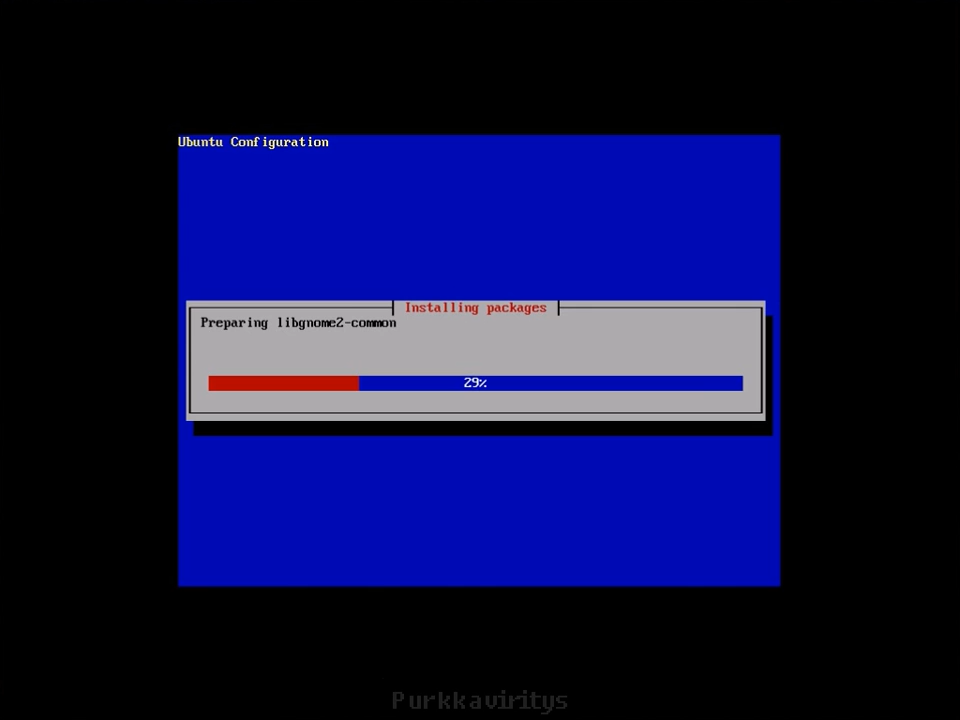 Ubuntu Configuration
Installing packages
Preparing libgnome2-common
29%
Purkkaviritys